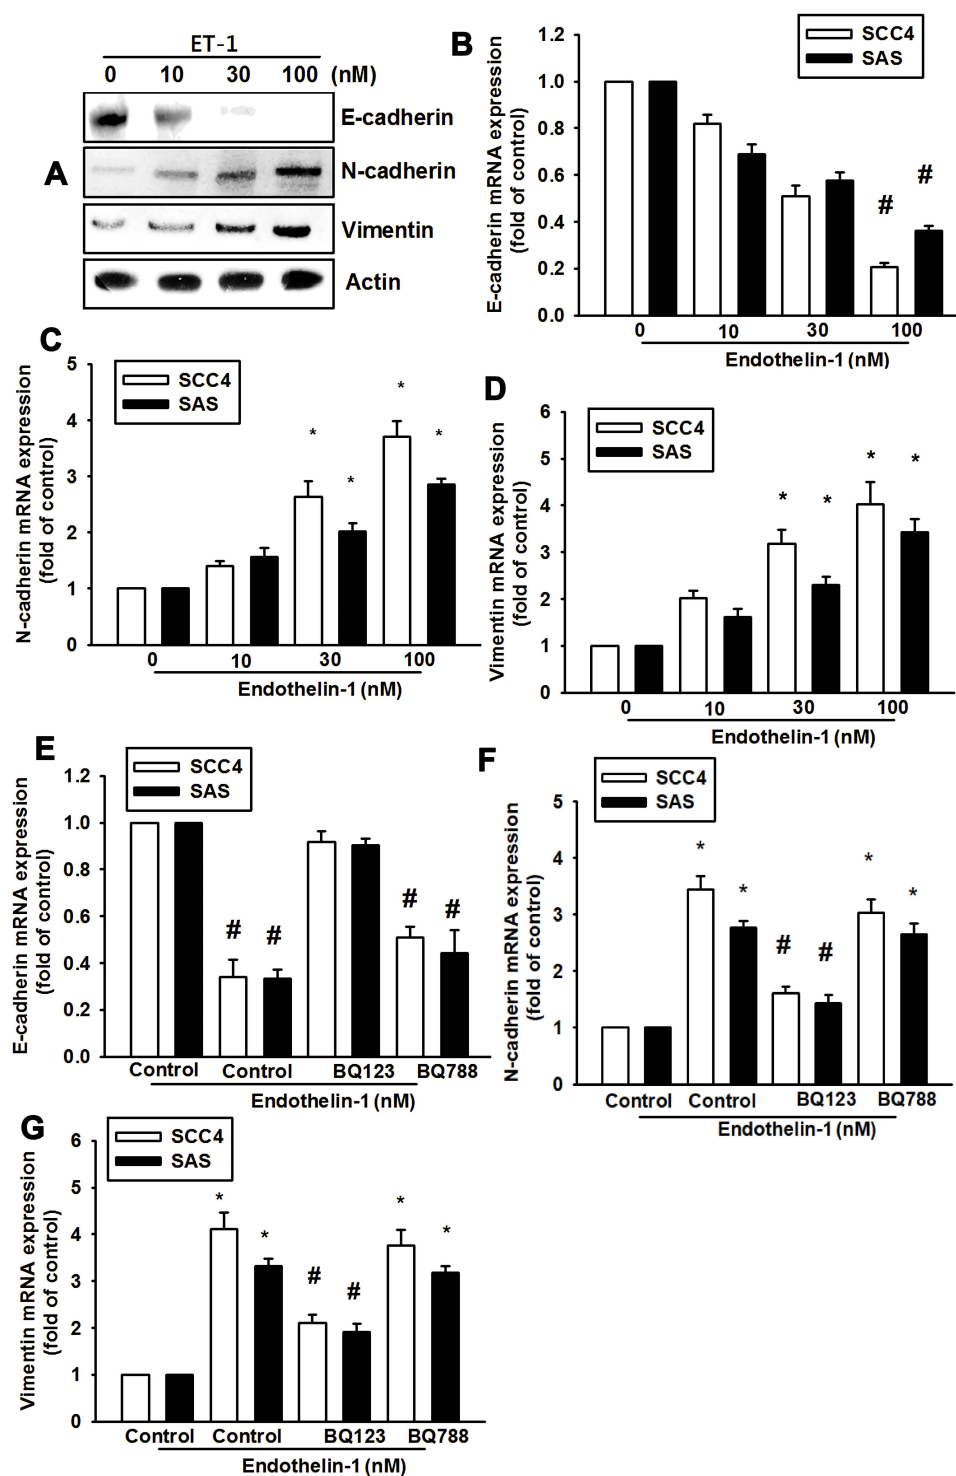 A
ET-1
0 10 30 100 (nM)
E-cadherin
N-cadherin
Vimentin
Actin
B
SCC4
SAS
E-cadherin mRNA expression
(fold of control)
1.2
1.0
0.8
0.6
0.4
0.2
0.0
# #
0 10 30 100
Endothelin-1 (nM)
C
SCC4
SAS
N-cadherin mRNA expression
(fold of control)
5
4
3
2
1
0
* * * *
0 10 30 100
Endothelin-1 (nM)
D
SCC4
SAS
Vimentin mRNA expression
(fold of control)
6
5
4
3
2
1
0
* * * *
0 10 30 100
Endothelin-1 (nM)
E
SCC4
SAS
E-cadherin mRNA expression
(fold of control)
1.2
1.0
0.8
0.6
0.4
0.2
0.0
# # # #
Control Control BQ123 BQ788
Endothelin-1 (nM)
F
SCC4
SAS
N-cadherin mRNA expression
(fold of control)
5
4
3
2
1
0
* * # # * *
Control Control BQ123 BQ788
Endothelin-1 (nM)
G
SCC4
SAS
Vimentin mRNA expression
(fold of control)
6
5
4
3
2
1
0
* * # # * *
Control Control BQ123 BQ788
Endothelin-1 (nM)